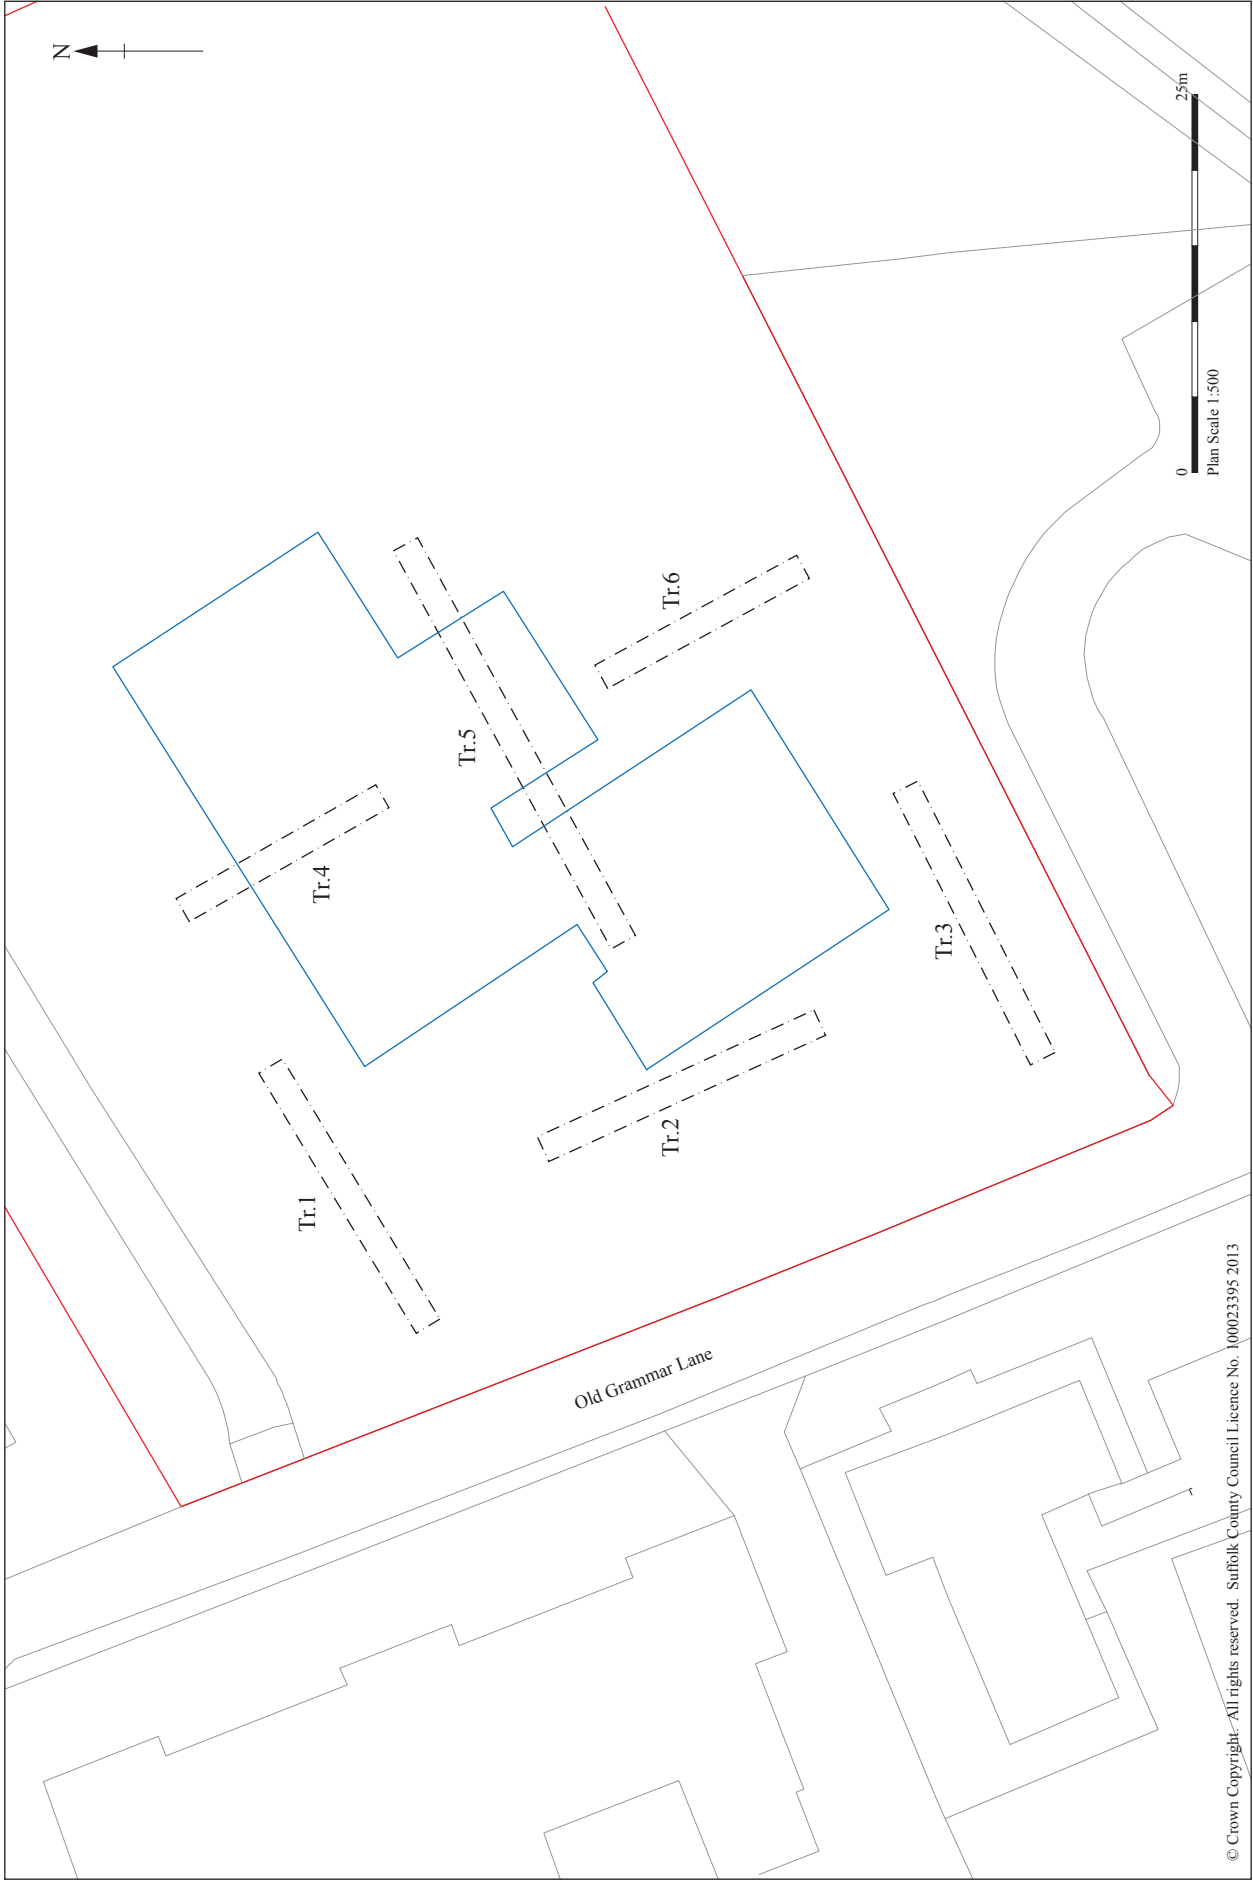 N
Tr.1
Tr.2
Tr.3
Tr.4
Tr.5
Tr.6
Old Grammar Lane
0
25m
Plan Scale 1:500
© Crown Copyright. All rights reserved. Suffolk County Council Licence No. 100023395 2013